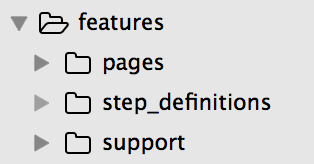 features
pages
step_definitions
support